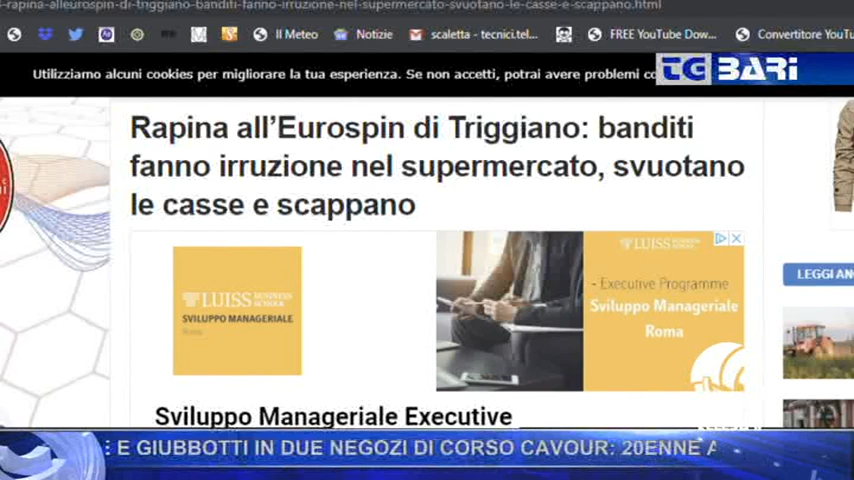 -rapina-alleurospin-di-triggiano-banditi-fanno-irruzione-nel-supermercato-svuotano-le-casse-e-scappano.html
Il Meteo
Notizie
scaletta - tecnici.tel...
FREE YouTube Dow...
Convertitore YouTu
Utilizziamo alcuni cookies per migliorare la tua esperienza. Se non accetti, potrai avere problemi co
TG BARI
Rapina all'Eurospin di Triggiano: banditi
fanno irruzione nel supermercato, svuotano
le casse e scappano
LUISS BUSINESS SCHOOL
SVILUPPO MANAGERIALE
Roma
LUISS BUSINESS SCHOOL
- Executive Programme
Sviluppo Manageriale
Roma
LEGGI AN
Sviluppo Manageriale Executive
E GIUBBOTTI IN DUE NEGOZI DI CORSO CAVOUR: 20ENNE A